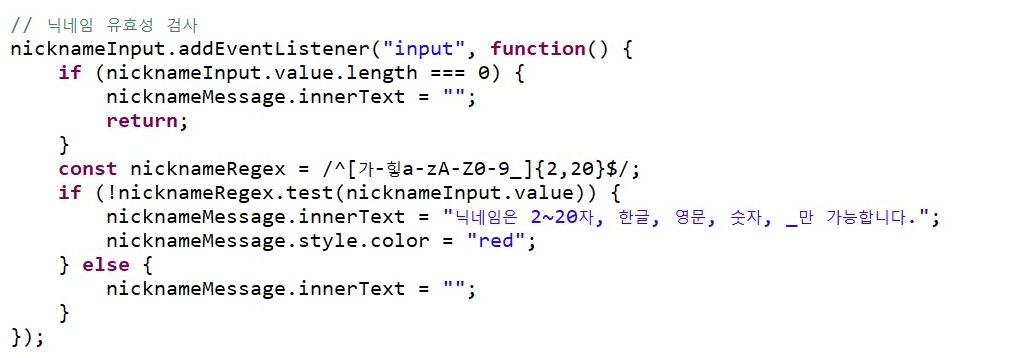 // 닉네임 유효성 검사
nicknameInput.addEventListener("input", function() {
    if (nicknameInput.value.length === 0) {
        nicknameMessage.innerText = "";
        return;
    }
    const nicknameRegex = /^[가-힣a-zA-Z0-9_]{2,20}$/;
    if (!nicknameRegex.test(nicknameInput.value)) {
        nicknameMessage.innerText = "닉네임은 2~20자, 한글, 영문, 숫자, _만 가능합니다.";
        nicknameMessage.style.color = "red";
    } else {
        nicknameMessage.innerText = "";
    }
});